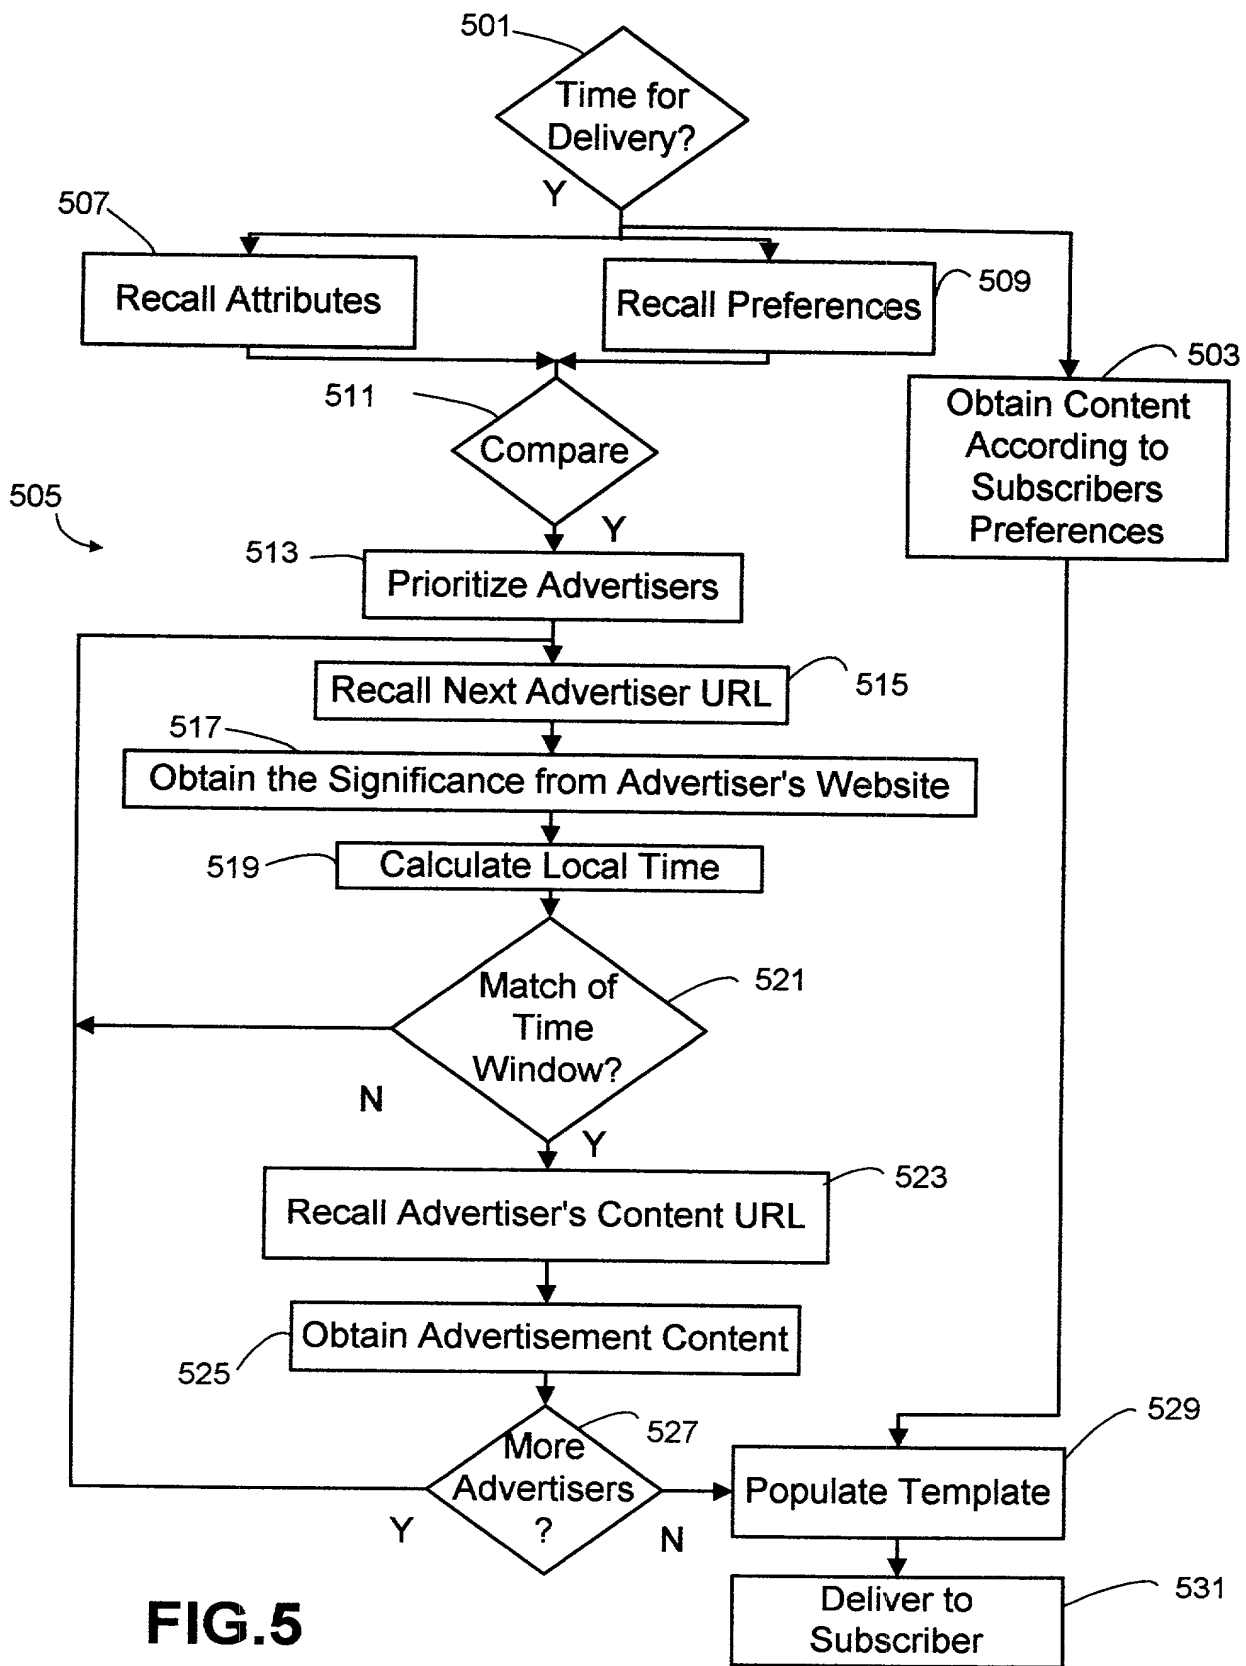 501
Time for
Delivery?
Y
507
Recall Attributes
Recall Preferences
509
503
Obtain Content
According to
Subscribers
Preferences
511
Compare
Y
505
513
Prioritize Advertisers
Recall Next Advertiser URL
515
517
Obtain the Significance from Advertiser's Website
519
Calculate Local Time
Match of
Time
Window?
521
N
Y
523
Recall Advertiser's Content URL
Obtain Advertisement Content
525
More
Advertisers
?
527
Y
N
529
Populate Template
Deliver to
Subscriber
531
FIG.5